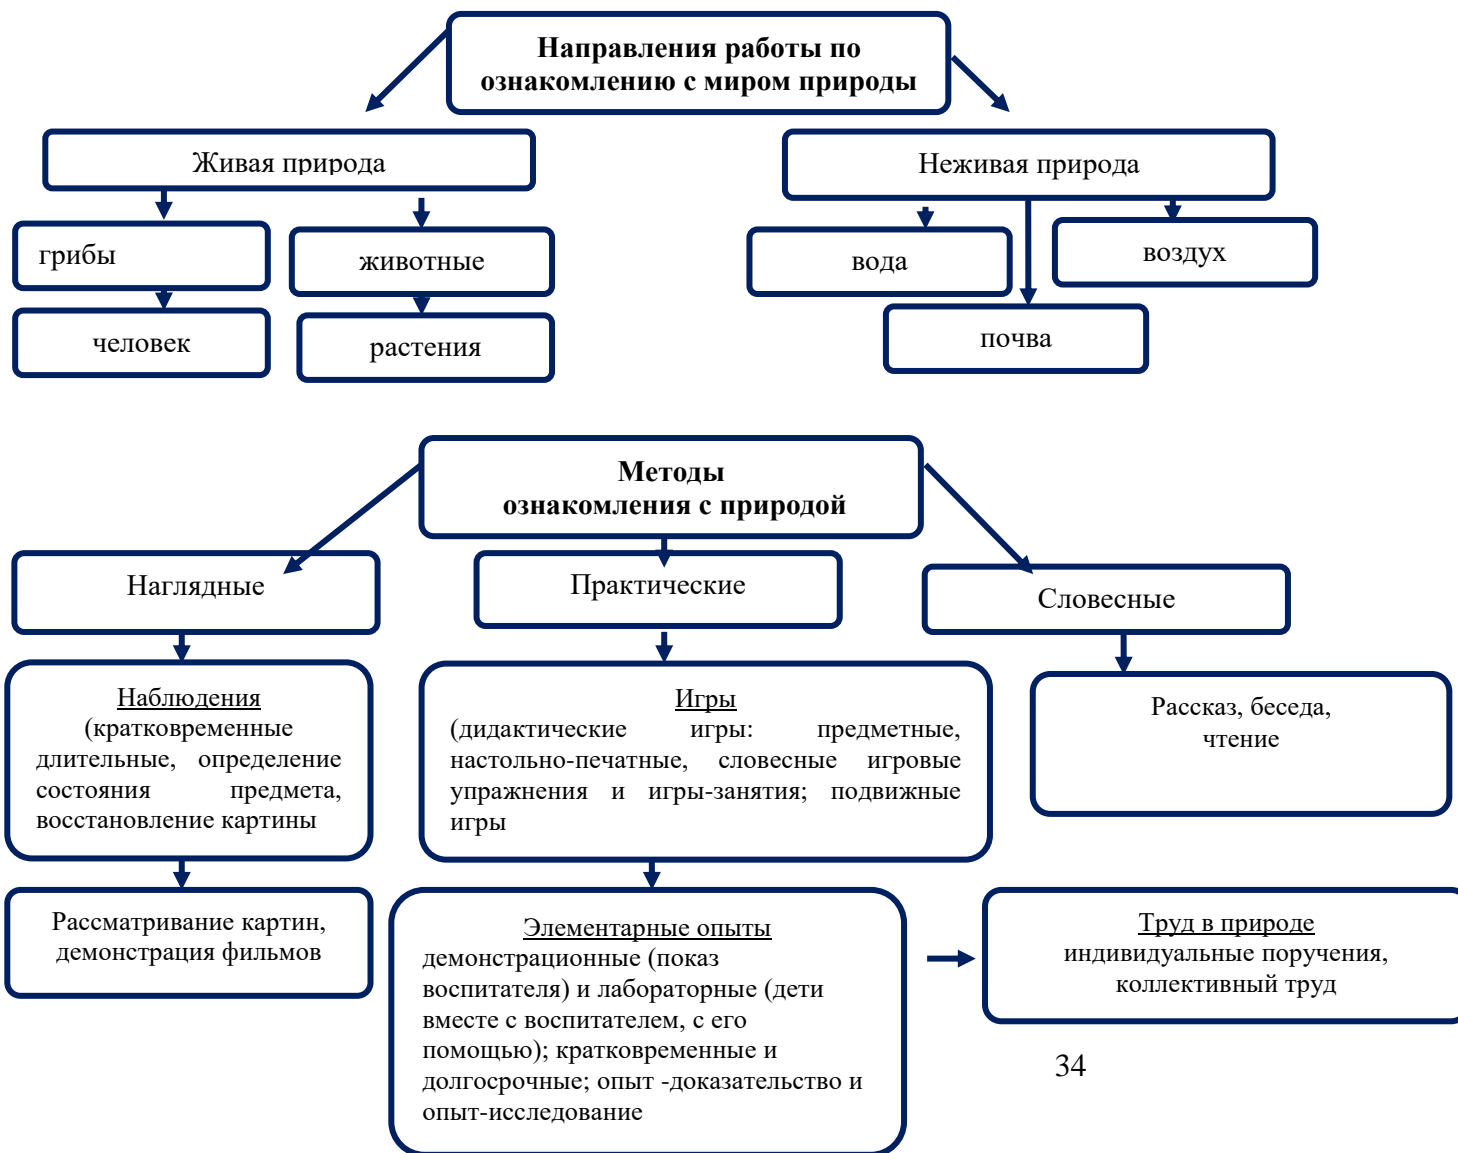 Направления работы по
ознакомлению с миром природы
Живая природа
Неживая природа
грибы
животные
вода
воздух
человек
растения
почва
Методы
ознакомления с природой
Наглядные
Практические
Словесные
Наблюдения
(кратковременные
длительные, определение
состояния предмета,
восстановление картины
Игры
(дидактические игры: предметные,
настольно-печатные, словесные игровые
упражнения и игры-занятия; подвижные
игры
Рассказ, беседа,
чтение
Рассматривание картин,
демонстрация фильмов
Элементарные опыты
демонстрационные (показ
воспитателя) и лабораторные (дети
вместе с воспитателем, с его
помощью); кратковременные и
долгосрочные; опыт -доказательство и
опыт-исследование
Труд в природе
индивидуальные поручения,
коллективный труд
34